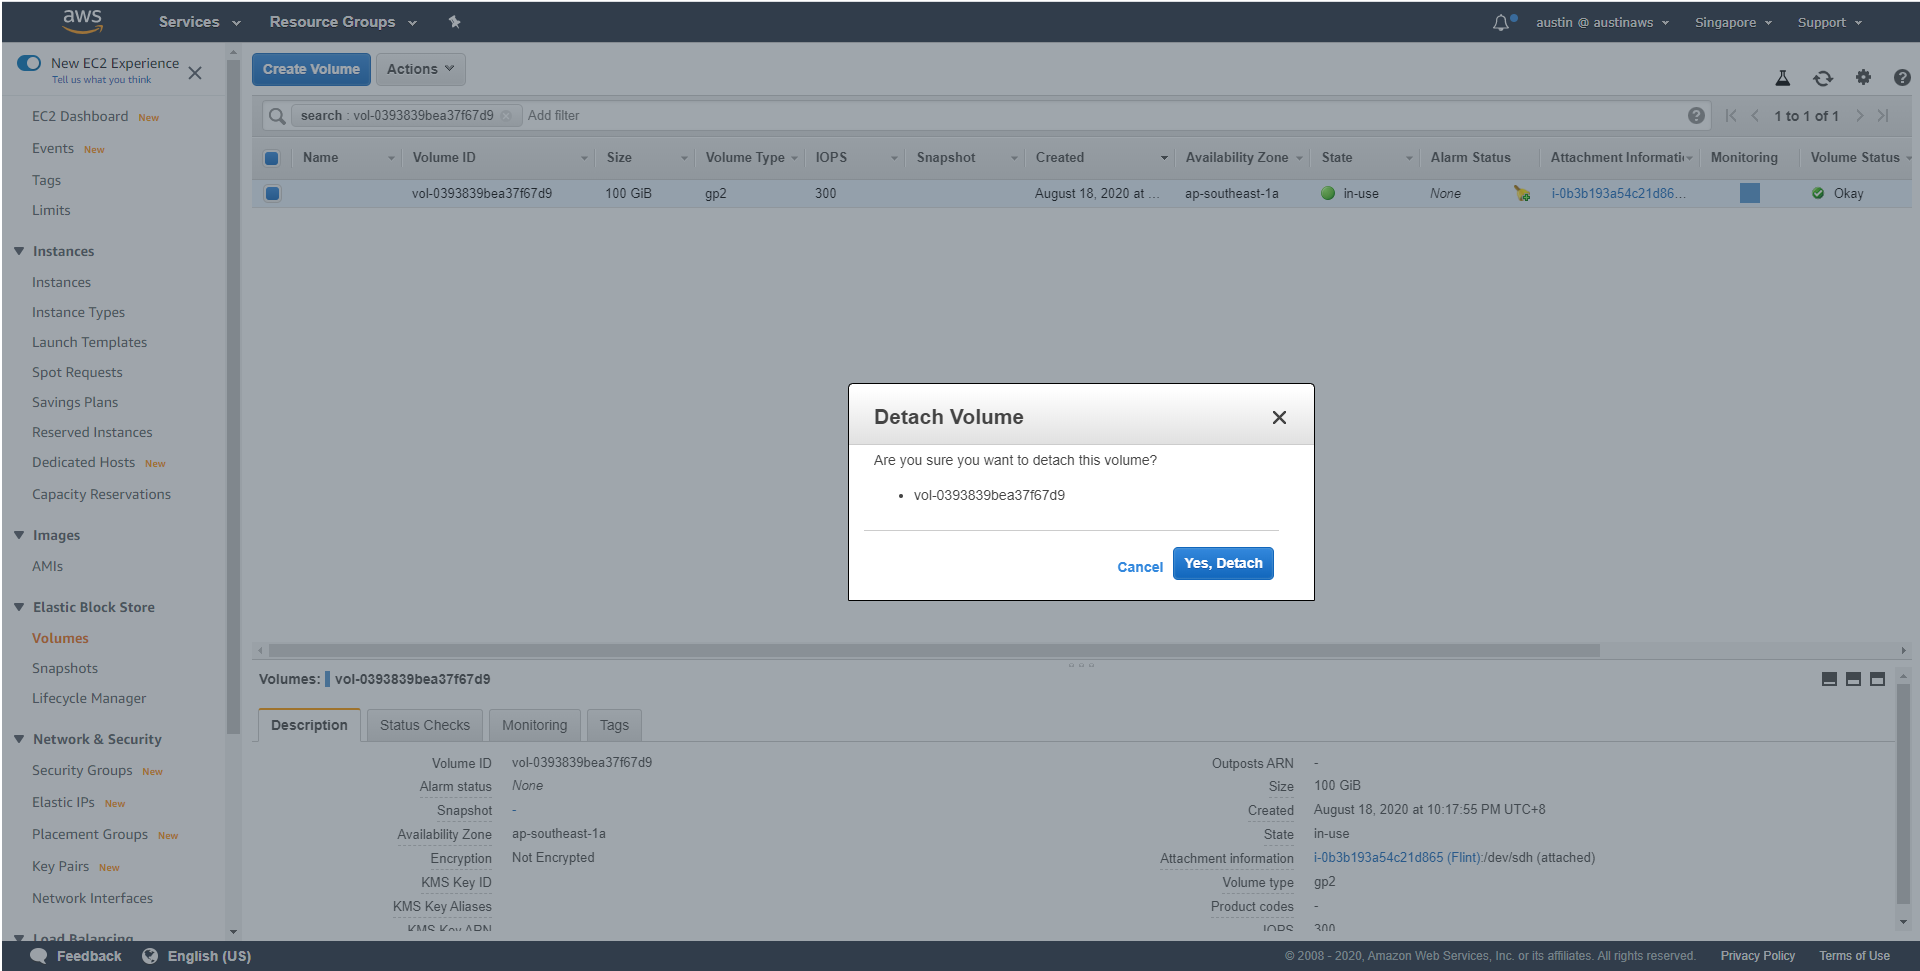 aws Services Resource Groups austin @ austinaws Singapore Support
New EC2 Experience
Tell us what you think
EC2 Dashboard New
Events New
Tags
Limits
Instances
Instances
Instance Types
Launch Templates
Spot Requests
Savings Plans
Reserved Instances
Dedicated Hosts New
Capacity Reservations
Images
AMIs
Elastic Block Store
Volumes
Snapshots
Lifecycle Manager
Network & Security
Security Groups New
Elastic IPs New
Placement Groups New
Key Pairs New
Network Interfaces
Load Balancing
Create Volume Actions
search : vol-0393839bea37f67d9 Add filter 1 to 1 of 1
Name Volume ID Size Volume Type IOPS Snapshot Created Availability Zone State Alarm Status Attachment Informati Monitoring Volume Status
vol-0393839bea37f67d9 100 GiB gp2 300 August 18, 2020 at ... ap-southeast-1a in-use None i-0b3b193a54c21d86... Okay
Detach Volume
Are you sure you want to detach this volume?
• vol-0393839bea37f67d9
Cancel Yes, Detach
Volumes: vol-0393839bea37f67d9
Description Status Checks Monitoring Tags
Volume ID vol-0393839bea37f67d9
Alarm status None
Snapshot -
Availability Zone ap-southeast-1a
Encryption Not Encrypted
KMS Key ID
KMS Key Aliases
KMS Key ARN
Outposts ARN -
Size 100 GiB
Created August 18, 2020 at 10:17:55 PM UTC+8
State in-use
Attachment information i-0b3b193a54c21d865 (Flint):/dev/sdh (attached)
Volume type gp2
Product codes -
IOPS 300
Feedback English (US) © 2008 - 2020, Amazon Web Services, Inc. or its affiliates. All rights reserved. Privacy Policy Terms of Use